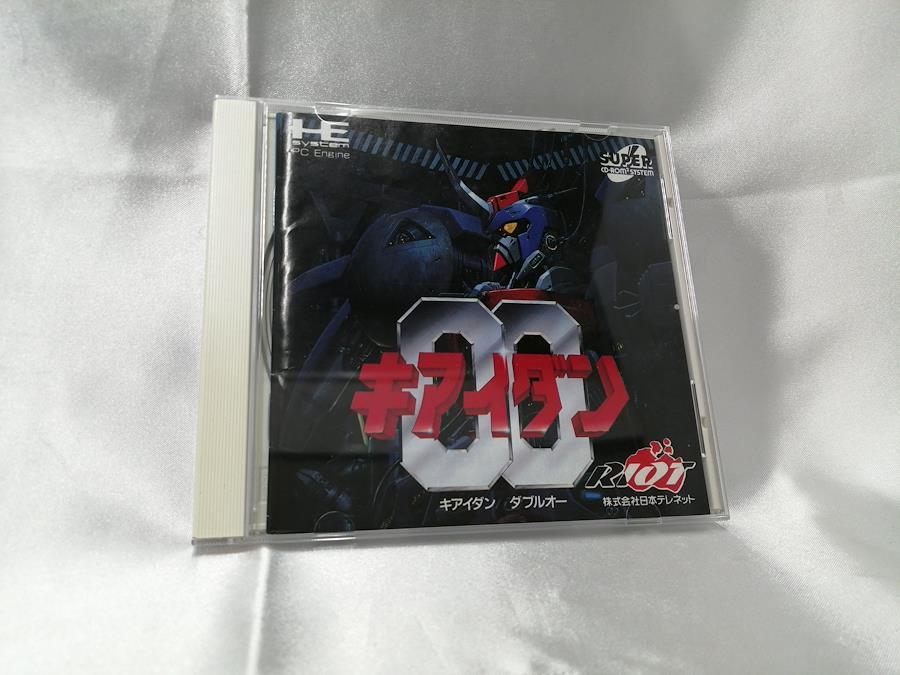 HE
system
PC Engine
SUPER
CD-ROM² SYSTEM
00
キアイダン
RIOT
キアイダン ダブルオー
株式会社日本テレネット